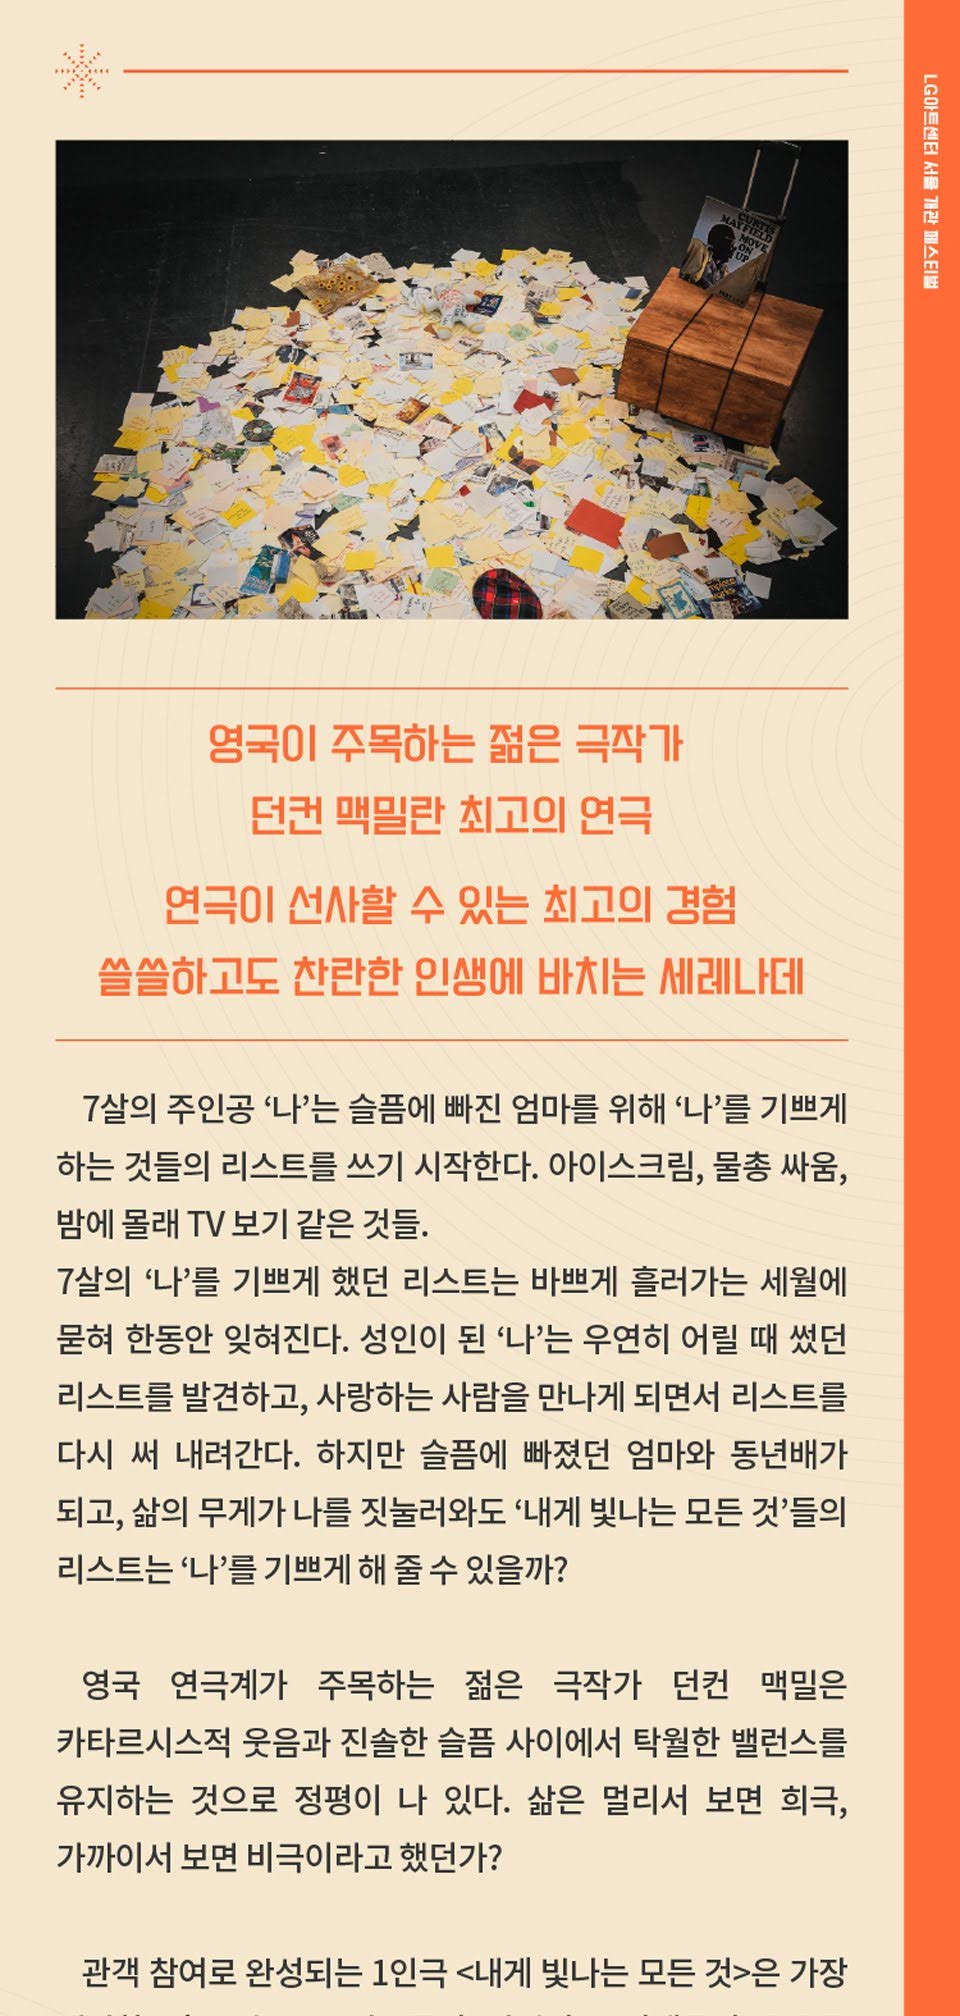 LG아트센터 서울 개관 페스티벌
CURTIS
MAYFIELD
MOVE
ON
UP
영국이 주목하는 젊은 극작가
던컨 맥밀란 최고의 연극
연극이 선사할 수 있는 최고의 경험
쓸쓸하고도 찬란한 인생에 바치는 세레나데
7살의 주인공 ‘나’는 슬픔에 빠진 엄마를 위해 ‘나’를 기쁘게
하는 것들의 리스트를 쓰기 시작한다. 아이스크림, 물총 싸움,
밤에 몰래 TV 보기 같은 것들.
7살의 ‘나’를 기쁘게 했던 리스트는 바쁘게 흘러가는 세월에
묻혀 한동안 잊혀진다. 성인이 된 ‘나’는 우연히 어릴 때 썼던
리스트를 발견하고, 사랑하는 사람을 만나게 되면서 리스트를
다시 써 내려간다. 하지만 슬픔에 빠졌던 엄마와 동년배가
되고, 삶의 무게가 나를 짓눌러와도 ‘내게 빛나는 모든 것’들의
리스트는 ‘나’를 기쁘게 해 줄 수 있을까?
영국 연극계가 주목하는 젊은 극작가 던컨 맥밀은
카타르시스적 웃음과 진솔한 슬픔 사이에서 탁월한 밸런스를
유지하는 것으로 정평이 나 있다. 삶은 멀리서 보면 희극,
가까이서 보면 비극이라고 했던가?
관객 참여로 완성되는 1인극 <내게 빛나는 모든 것>은 가장